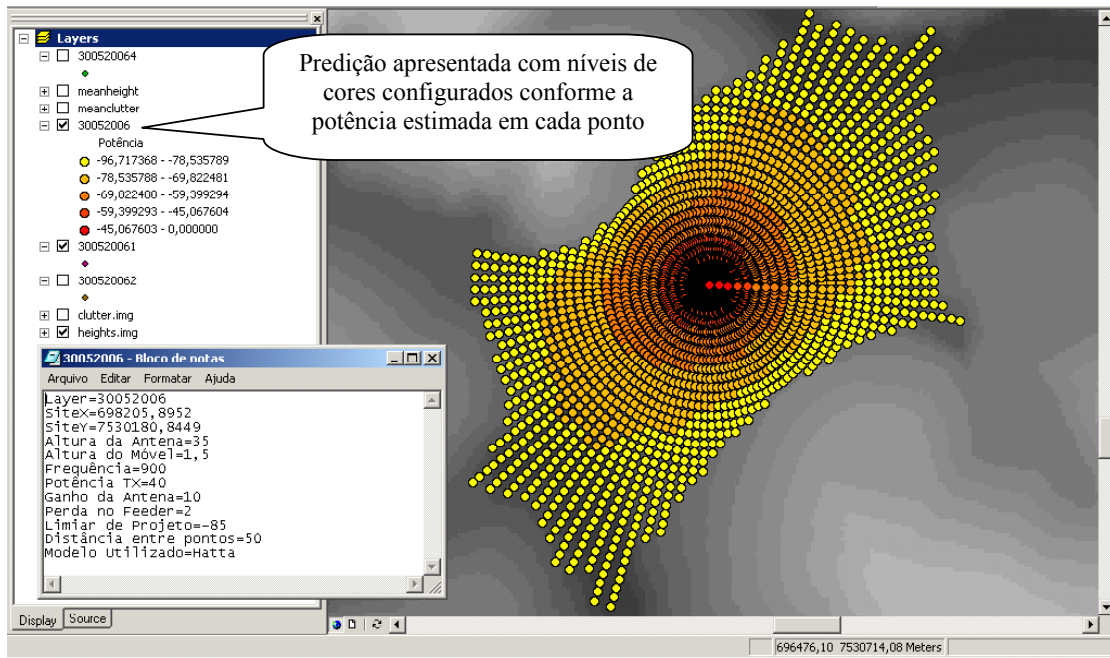 Layers
300520064
meanheight
meanclutter
30052006
Potência
-96,717368 - -78,535789
-78,535788 - -69,822481
-69,022400 - -59,399294
-59,399293 - -45,067604
-45,067603 - 0,000000
300520061
300520062
clutter.img
heights.img
Predição apresentada com níveis de
cores configurados conforme a
potência estimada em cada ponto
30052006 - Bloco de notas
Arquivo Editar Formatar Ajuda
Layer=30052006
SiteX=698205,8952
SiteY=7530180,8449
Altura da Antena=35
Altura do Móvel=1,5
Frequência=900
Potência TX=40
Ganho da Antena=10
Perda no Feeder=2
Limiar de Projeto=-85
Distância entre pontos=50
Modelo Utilizado=Hatta
Display Source
696476,10 7530714,08 Meters